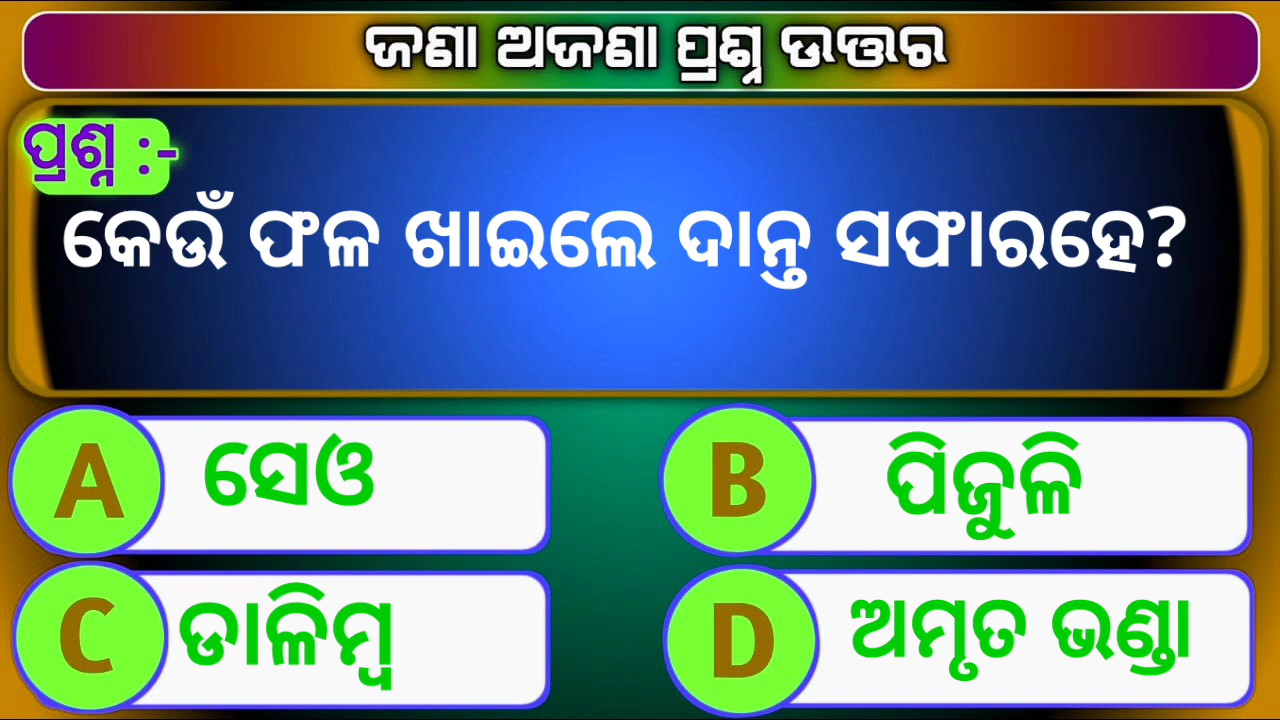 ଜଣା ଅଜଣା ପ୍ରଶ୍ନ ଉତ୍ତର
ପ୍ରଶ୍ନ :-
କେଉଁ ଫଳ ଖାଇଲେ ଦାନ୍ତ ସଫାରହେ?
A ସେଓ
B ପିଜୁଳି
C ଡାଳିମ୍ବ
D ଅମୃତ ଭଣ୍ଡା